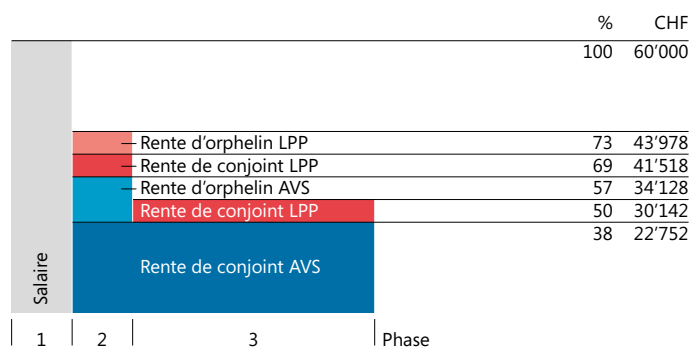 % CHF
100 60’000
Rente d'orphelin LPP 73 43’978
Rente de conjoint LPP 69 41’518
Rente d'orphelin AVS 57 34’128
Rente de conjoint LPP 50 30’142
38 22’752
Rente de conjoint AVS
Salaire
1 2 3 Phase